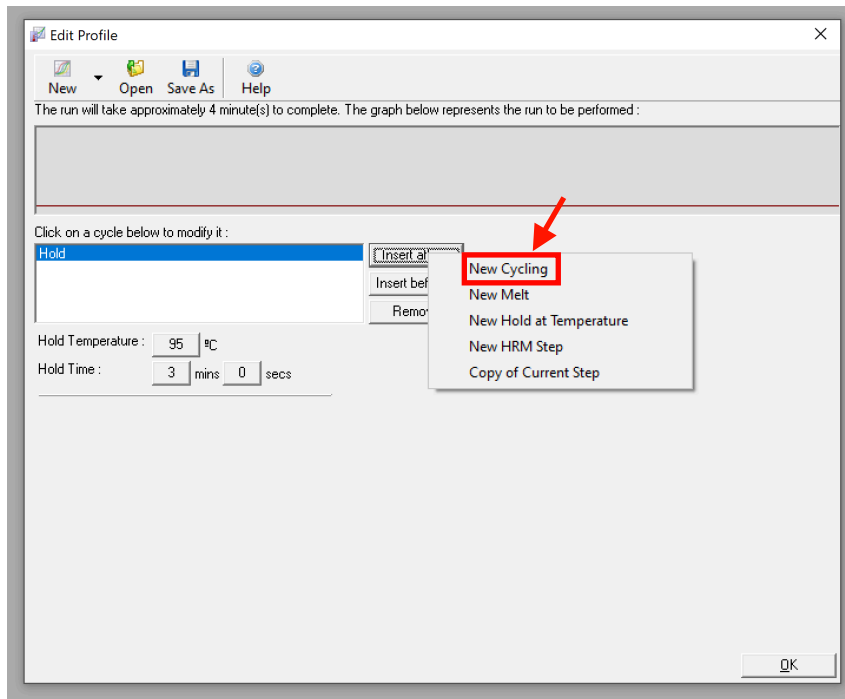 Edit Profile
New Open Save As Help
The run will take approximately 4 minute(s) to complete. The graph below represents the run to be performed :
Click on a cycle below to modify it :
Hold
Insert
New Cycling
Insert
New Melt
New Hold at Temperature
New HRM Step
Copy of Current Step
Hold Temperature : 95 ºC
Hold Time : 3 mins 0 secs
OK